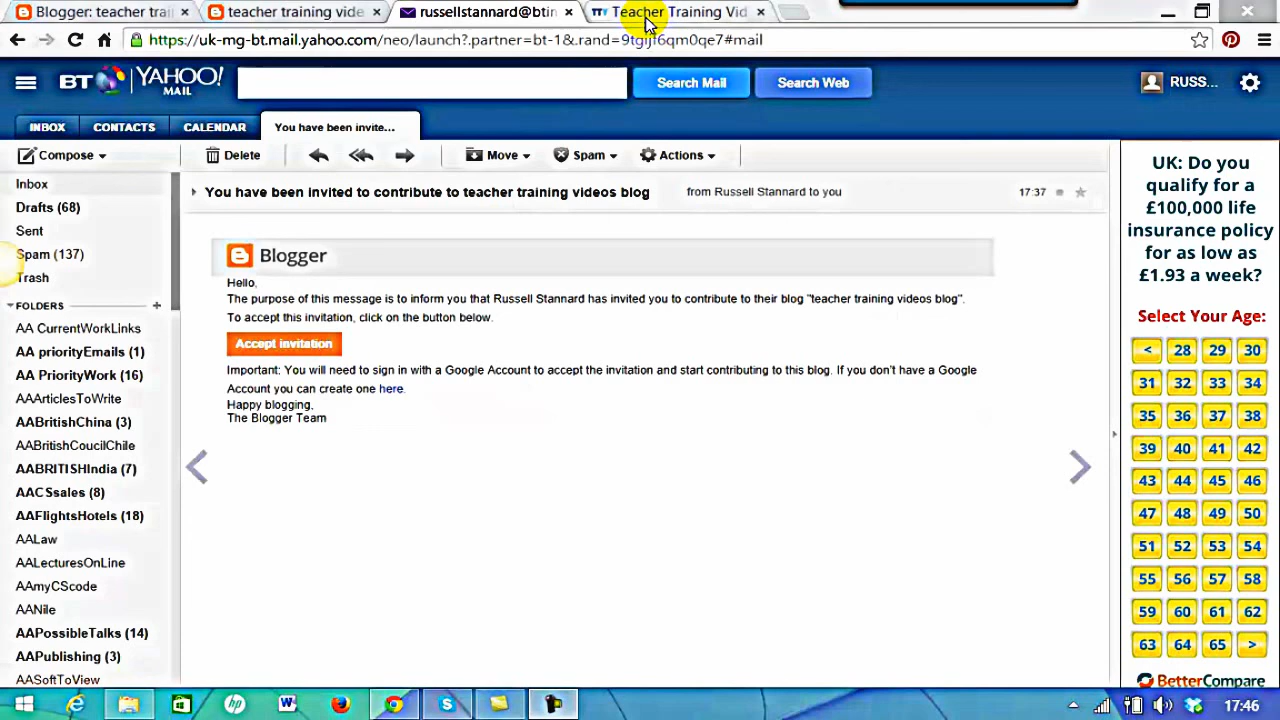 Blogger: teacher trai
teacher training vide
russellstannard@btin
Teacher Training Vid
https://uk-mg-bt.mail.yahoo.com/neo/launch?.partner=bt-1&.rand=9tgijf6qm0qe7#mail
BT YAHOO! MAIL
Search Mail
Search Web
RUSS...
INBOX
CONTACTS
CALENDAR
You have been invite...
Compose
Delete
Move
Spam
Actions
Inbox
Drafts (68)
Sent
Spam (137)
Trash
FOLDERS
AA CurrentWorkLinks
AA priorityEmails (1)
AA PriorityWork (16)
AAArticlesToWrite
AABritishChina (3)
AABritishCoucilChile
AABRITISHIndia (7)
AACSsales (8)
AAFlightsHotels (18)
AALaw
AALecturesOnLine
AAmyCScode
AANile
AAPossibleTalks (14)
AAPublishing (3)
AASoftToView
You have been invited to contribute to teacher training videos blog
from Russell Stannard to you
17:37
Blogger
Hello,
The purpose of this message is to inform you that Russell Stannard has invited you to contribute to their blog "teacher training videos blog".
To accept this invitation, click on the button below.
Accept invitation
Important: You will need to sign in with a Google Account to accept the invitation and start contributing to this blog. If you don't have a Google
Account you can create one here.
Happy blogging,
The Blogger Team
UK: Do you
qualify for a
£100,000 life
insurance policy
for as low as
£1.93 a week?
Select Your Age:
< 28 29 30
31 32 33 34
35 36 37 38
39 40 41 42
43 44 45 46
47 48 49 50
51 52 53 54
55 56 57 58
59 60 61 62
63 64 65 >
BetterCompare
17:46